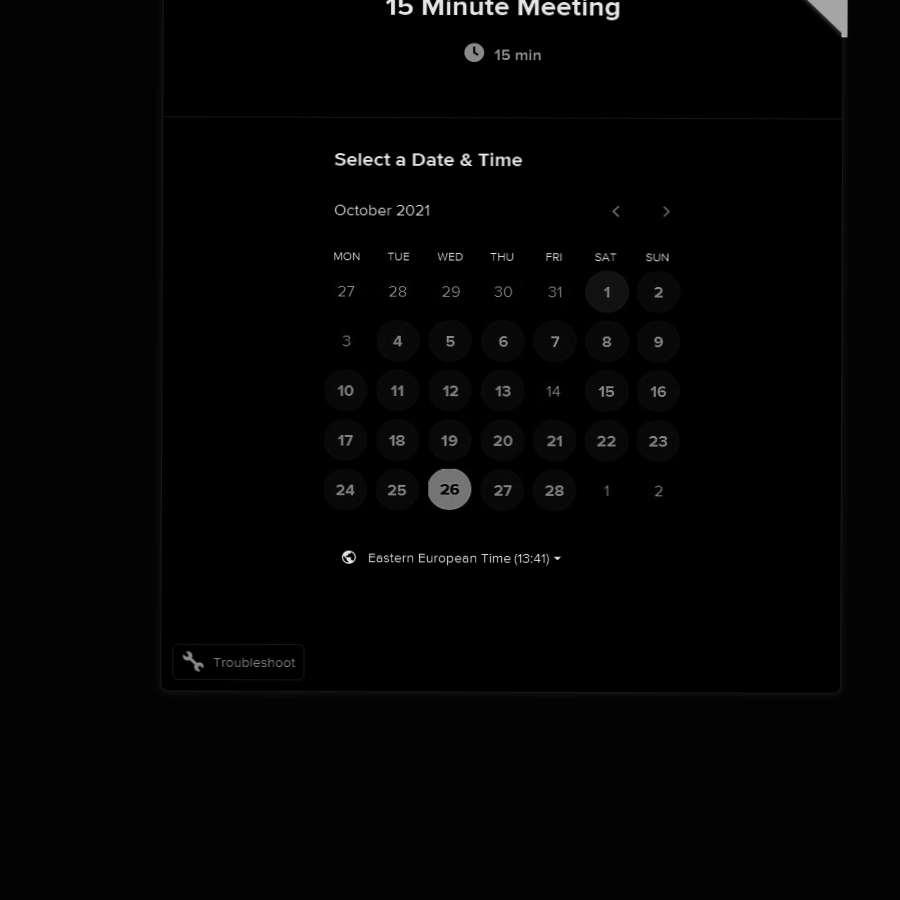 15 Minute Meeting
15 min
Select a Date & Time
October 2021
MON TUE WED THU FRI SAT SUN
27 28 29 30 31 1 2
3 4 5 6 7 8 9
10 11 12 13 14 15 16
17 18 19 20 21 22 23
24 25 26 27 28 1 2
Eastern European Time (13:41)
Troubleshoot